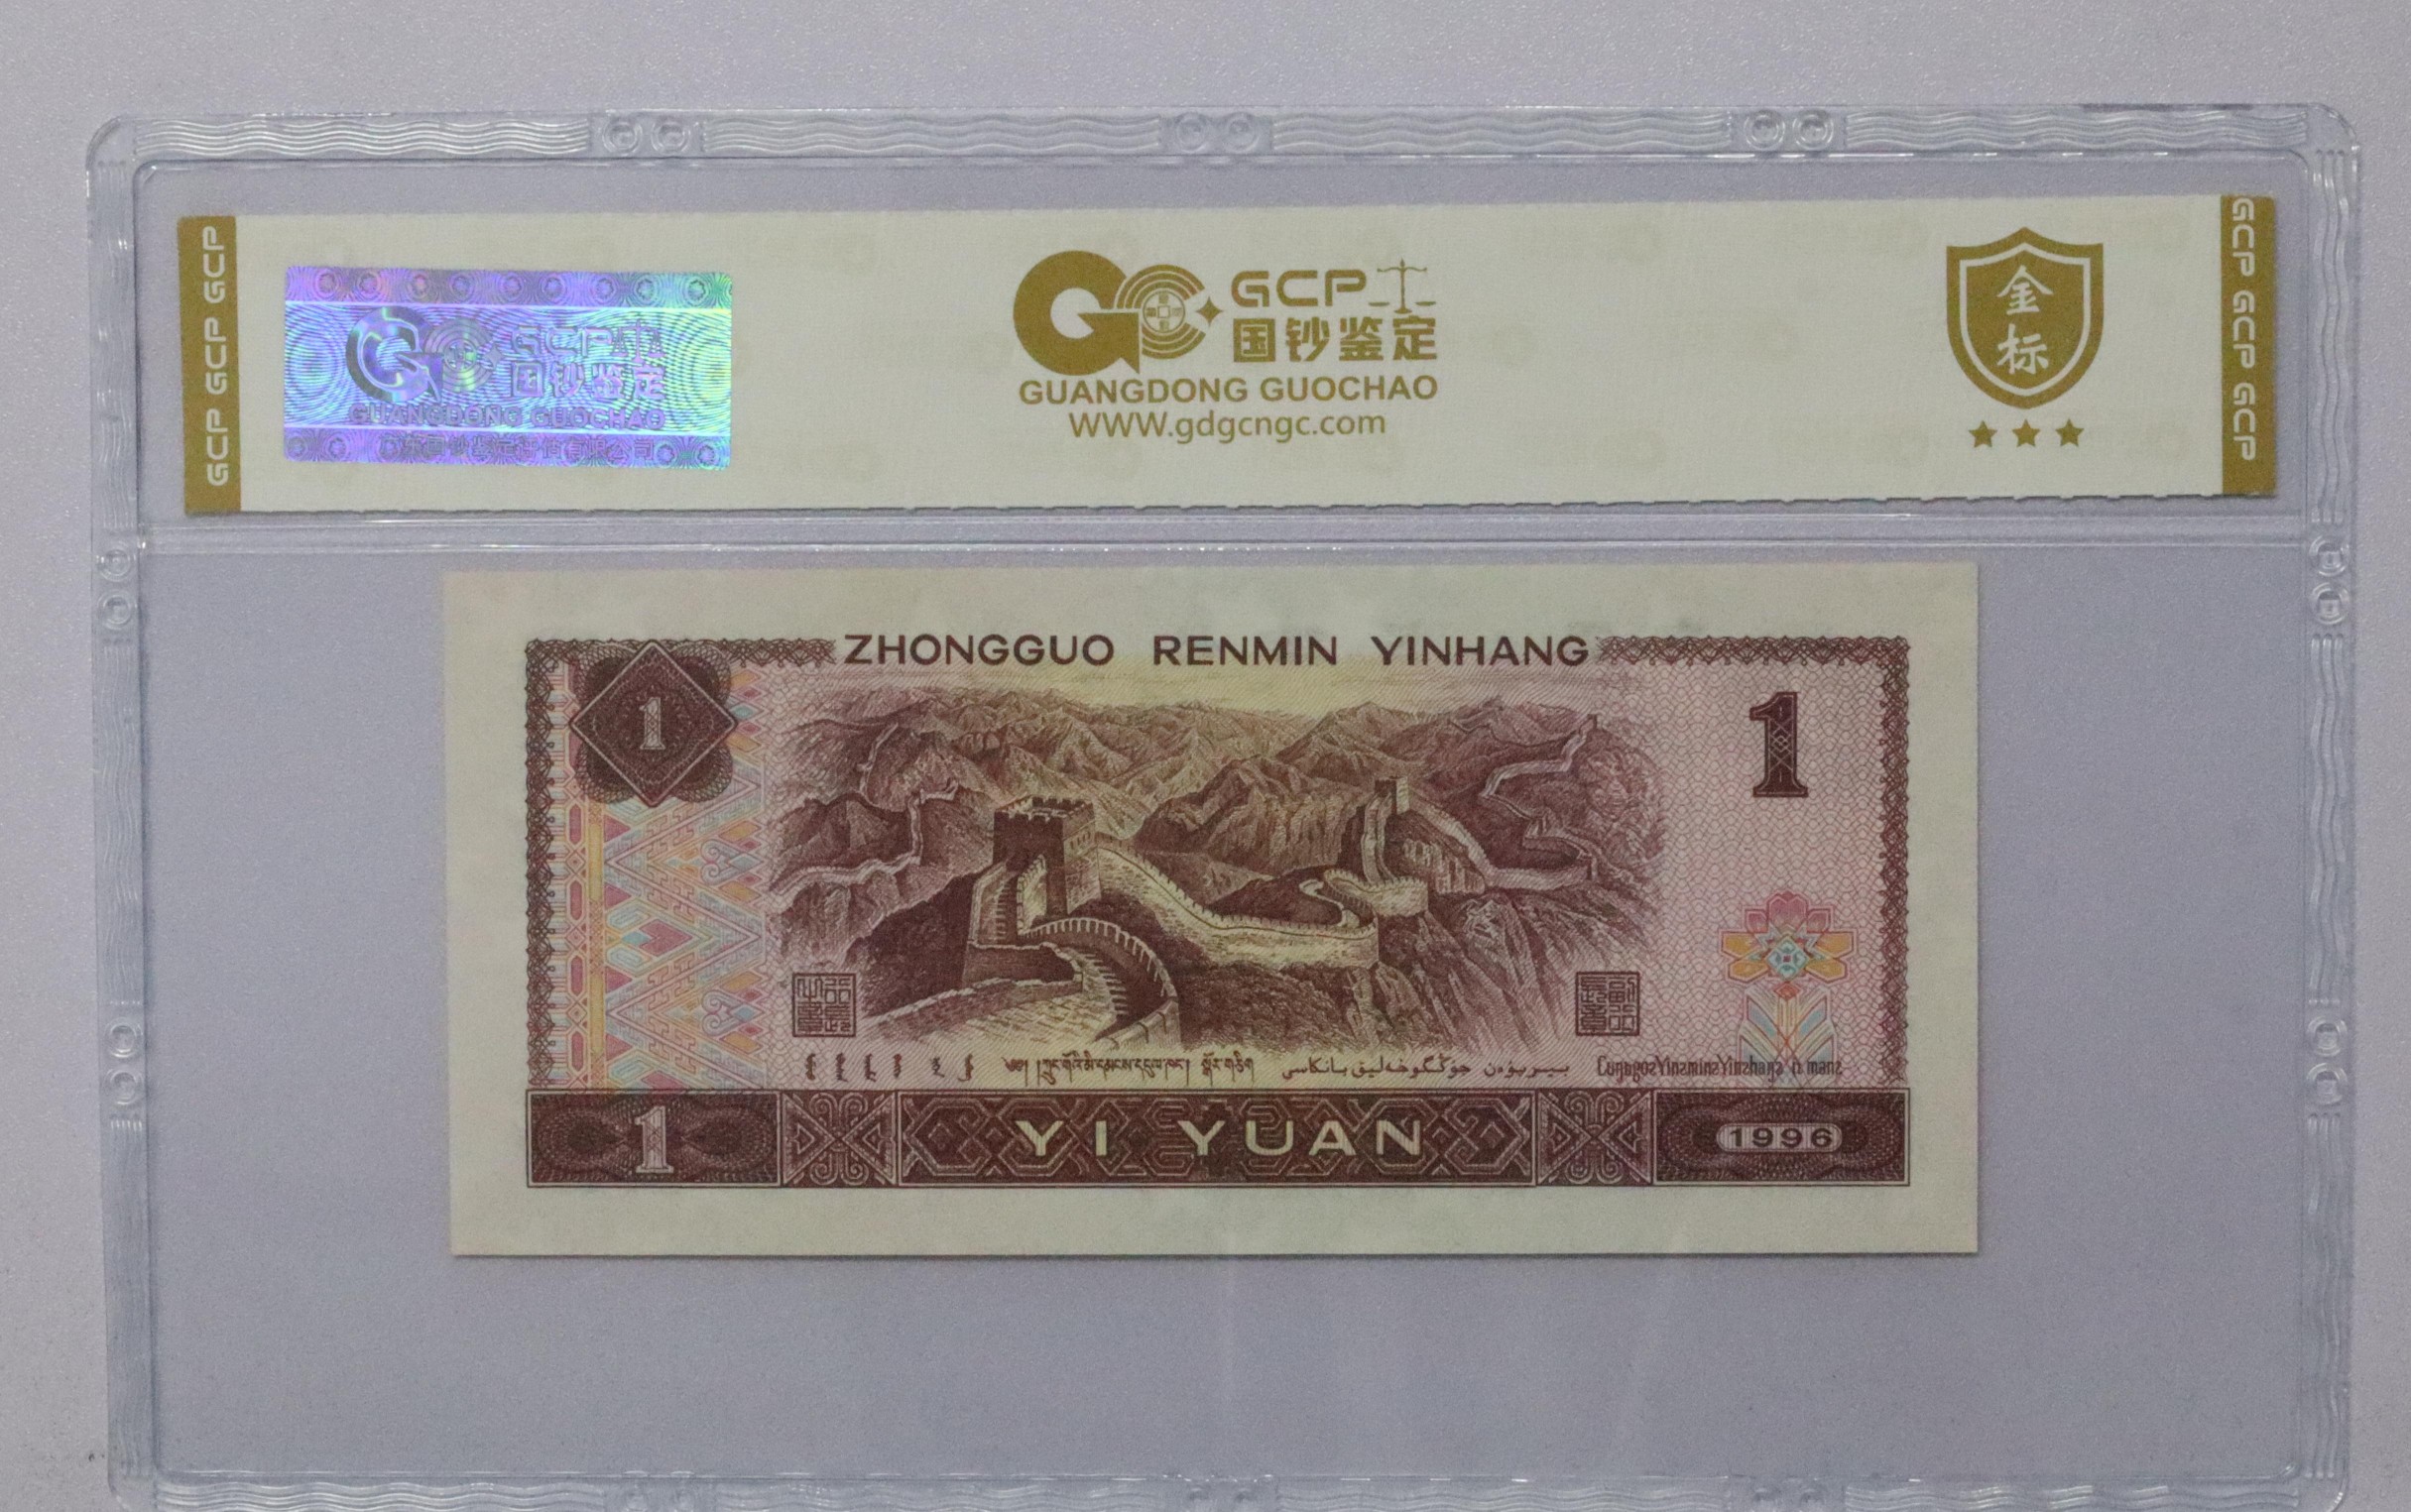 GCP GCP GCP
GCP
国钞鉴定
GUANGDONG GUOCHAO
GCP
国钞鉴定
GUANGDONG GUOCHAO
WWW.gdgcngc.com
金
标
GCP GCP GCP
ZHONGGUO RENMIN YINHANG
1
1
1
YI YUAN
1996